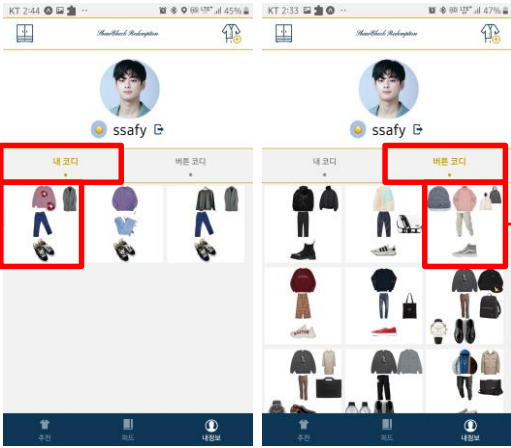 KT 2:44
45%
ShawShock Redemption
ssafy
내 코디
버튼 코디
추천
피드
내정보
KT 2:33
47%
ShawShock Redemption
ssafy
내 코디
버튼 코디
추천
피드
내정보